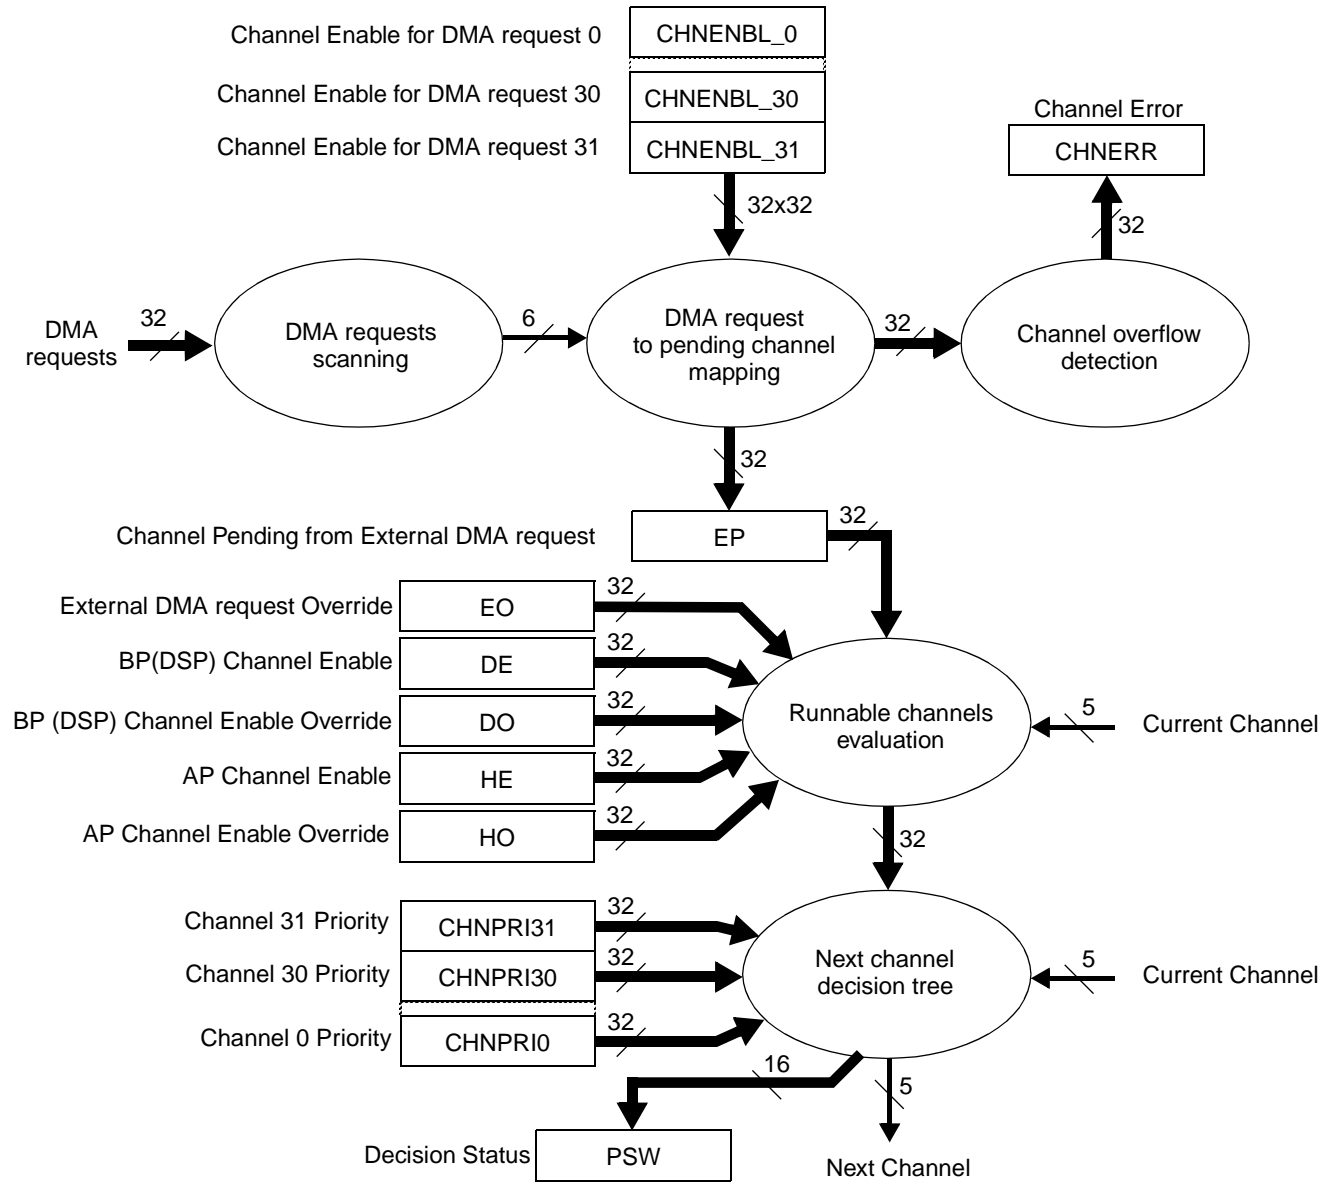 Channel Enable for DMA request 0
CHNENBL_0
Channel Enable for DMA request 30
CHNENBL_30
Channel Enable for DMA request 31
CHNENBL_31
Channel Error
CHNERR
32x32
32
DMA
requests
32
DMA requests
scanning
6
DMA request
to pending channel
mapping
32
Channel overflow
detection
32
Channel Pending from External DMA request
EP
32
External DMA request Override
EO
32
BP(DSP) Channel Enable
DE
32
BP (DSP) Channel Enable Override
DO
32
AP Channel Enable
HE
32
AP Channel Enable Override
HO
32
Runnable channels
evaluation
5
Current Channel
32
Channel 31 Priority
CHNPRI31
32
Channel 30 Priority
CHNPRI30
32
Channel 0 Priority
CHNPRI0
32
Next channel
decision tree
5
Current Channel
16
5
Decision Status
PSW
Next Channel